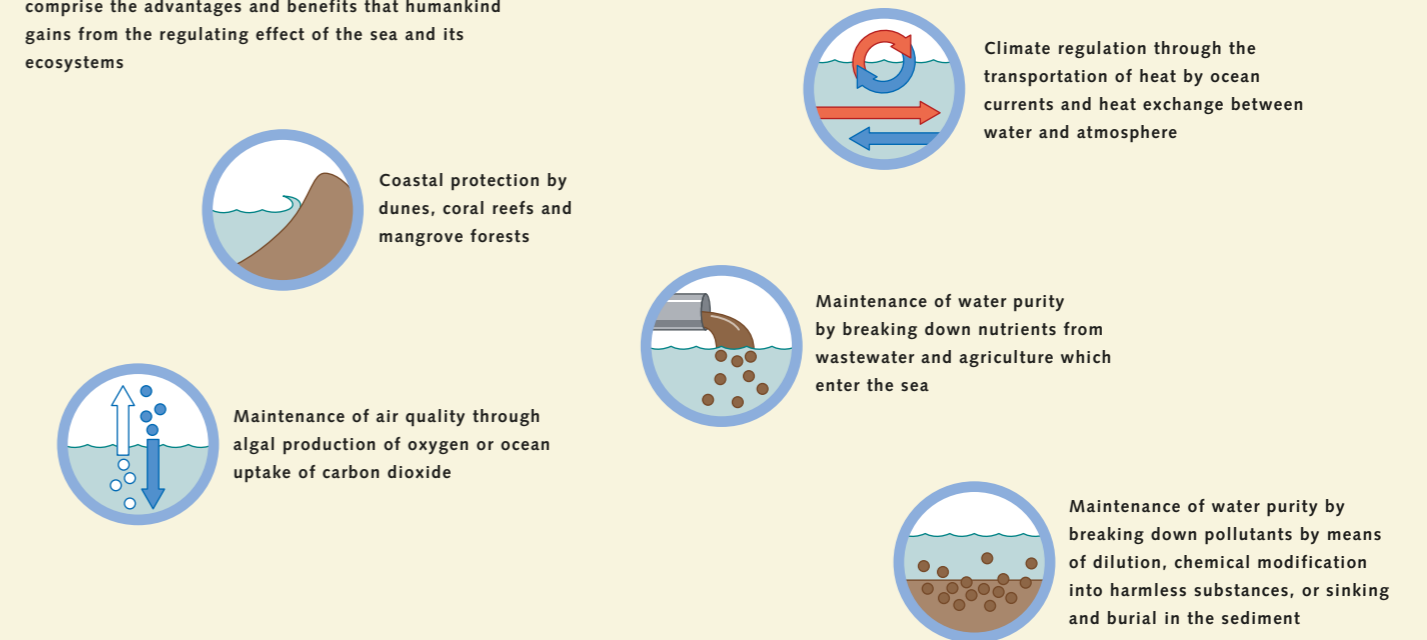 comprise the advantages and benefits that humankind
gains from the regulating effect of the sea and its
ecosystems
Climate regulation through the
transportation of heat by ocean
currents and heat exchange between
water and atmosphere
Coastal protection by
dunes, coral reefs and
mangrove forests
Maintenance of water purity
by breaking down nutrients from
wastewater and agriculture which
enter the sea
Maintenance of air quality through
algal production of oxygen or ocean
uptake of carbon dioxide
Maintenance of water purity by
breaking down pollutants by means
of dilution, chemical modification
into harmless substances, or sinking
and burial in the sediment